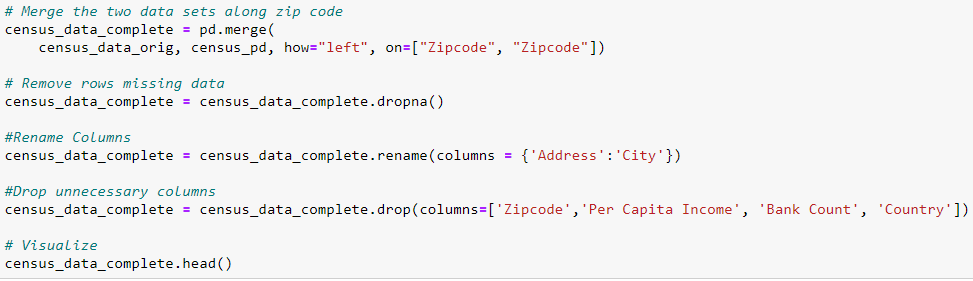 # Merge the two data sets along zip code
census_data_complete = pd.merge(
    census_data_orig, census_pd, how="left", on=["Zipcode", "Zipcode"])

# Remove rows missing data
census_data_complete = census_data_complete.dropna()

#Rename Columns
census_data_complete = census_data_complete.rename(columns = {'Address':'City'})

#Drop unnecessary columns
census_data_complete = census_data_complete.drop(columns=['Zipcode','Per Capita Income', 'Bank Count', 'Country'])

# Visualize
census_data_complete.head()